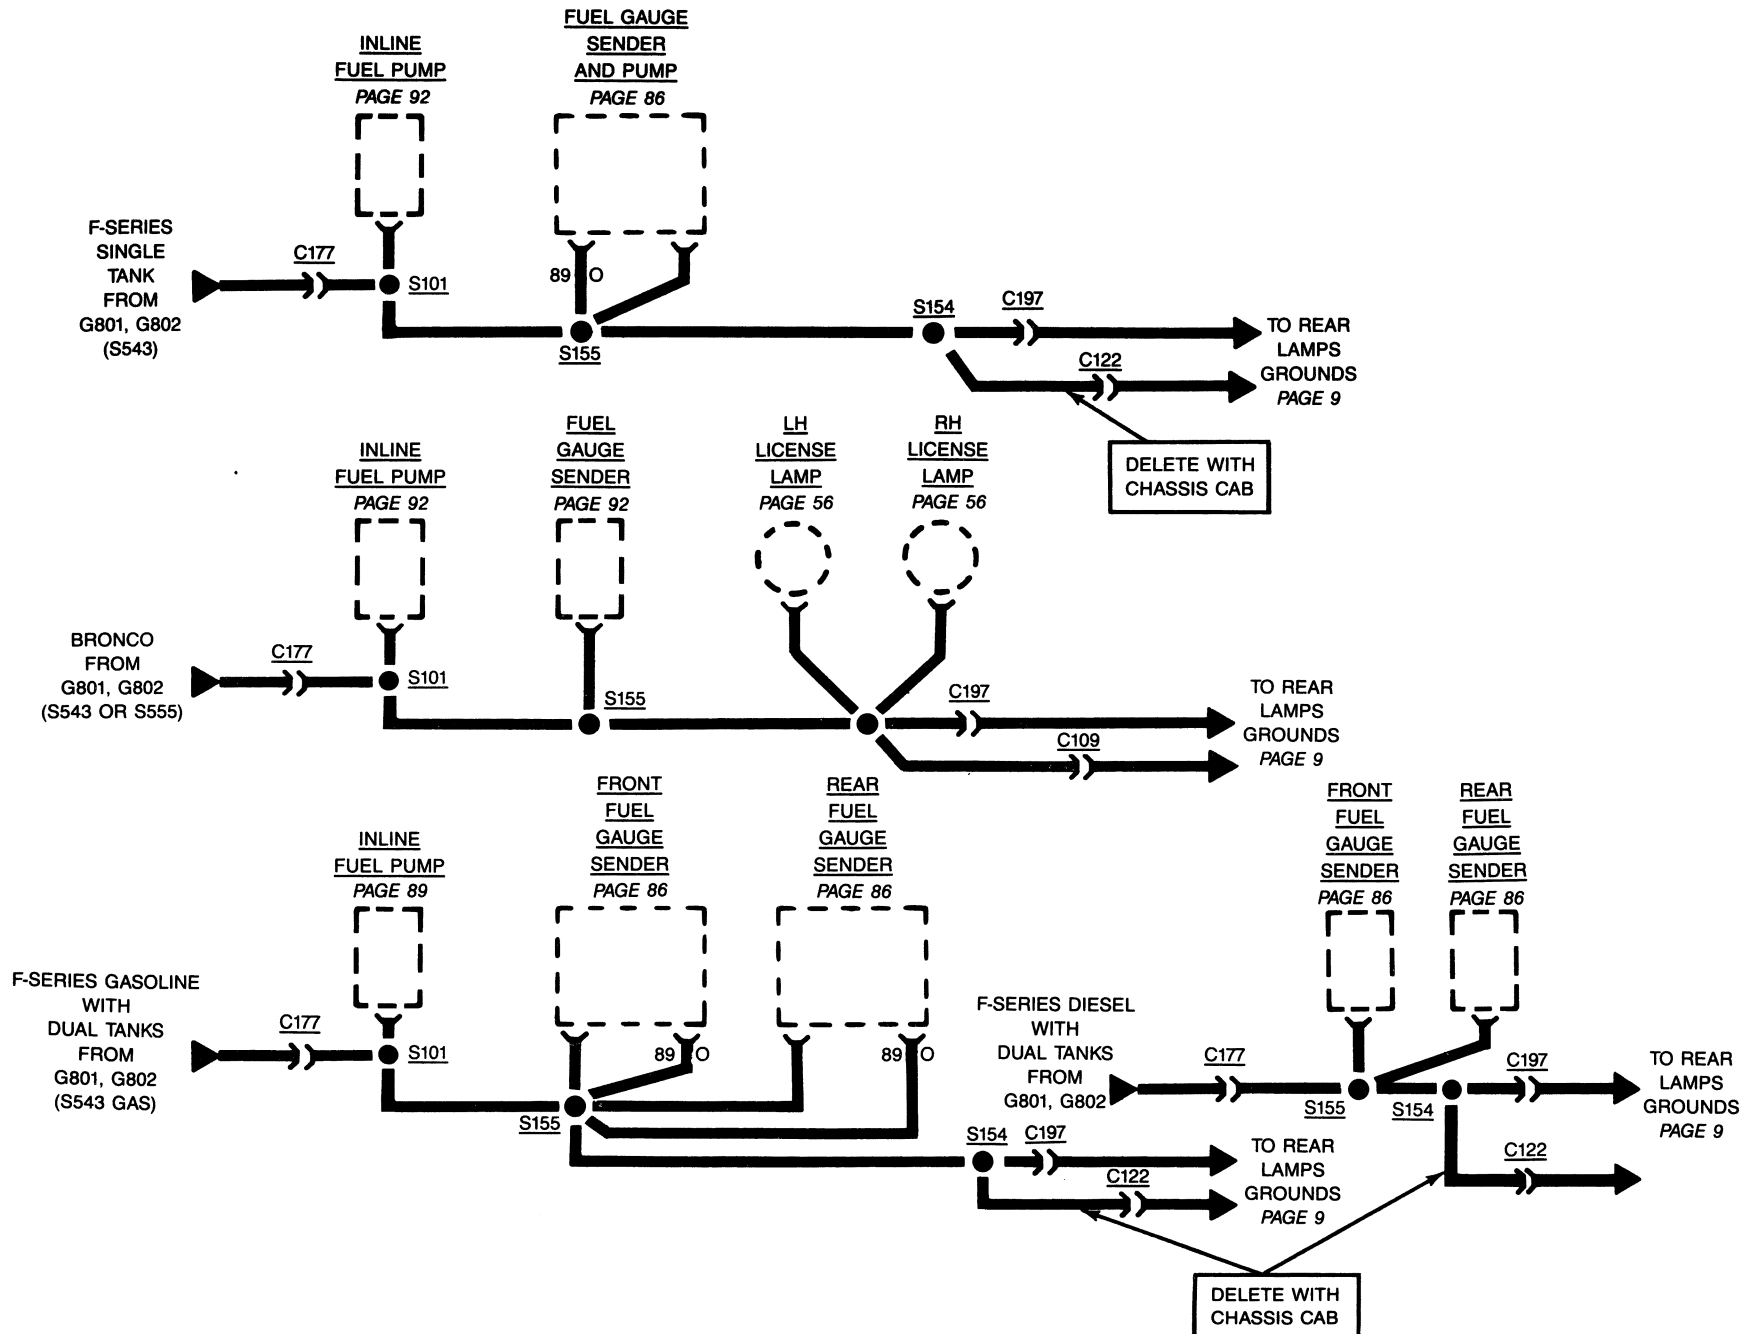 INLINE
FUEL PUMP
PAGE 92
FUEL GAUGE
SENDER
AND PUMP
PAGE 86
F-SERIES
SINGLE
TANK
FROM
G801, G802
(S543)
C177
S101
89 O
S155
S154
C197
C122
TO REAR
LAMPS
GROUNDS
PAGE 9
DELETE WITH
CHASSIS CAB
INLINE
FUEL PUMP
PAGE 92
FUEL
GAUGE
SENDER
PAGE 92
LH
LICENSE
LAMP
PAGE 56
RH
LICENSE
LAMP
PAGE 56
BRONCO
FROM
G801, G802
(S543 OR S555)
C177
S101
S155
C197
C109
TO REAR
LAMPS
GROUNDS
PAGE 9
INLINE
FUEL PUMP
PAGE 89
FRONT
FUEL
GAUGE
SENDER
PAGE 86
REAR
FUEL
GAUGE
SENDER
PAGE 86
F-SERIES GASOLINE
WITH
DUAL TANKS
FROM
G801, G802
(S543 GAS)
C177
S101
89 O
89 O
S155
S154
C197
C122
TO REAR
LAMPS
GROUNDS
PAGE 9
FRONT
FUEL
GAUGE
SENDER
PAGE 86
REAR
FUEL
GAUGE
SENDER
PAGE 86
F-SERIES DIESEL
WITH
DUAL TANKS
FROM
G801, G802
C177
S155
S154
C197
C122
TO REAR
LAMPS
GROUNDS
PAGE 9
DELETE WITH
CHASSIS CAB